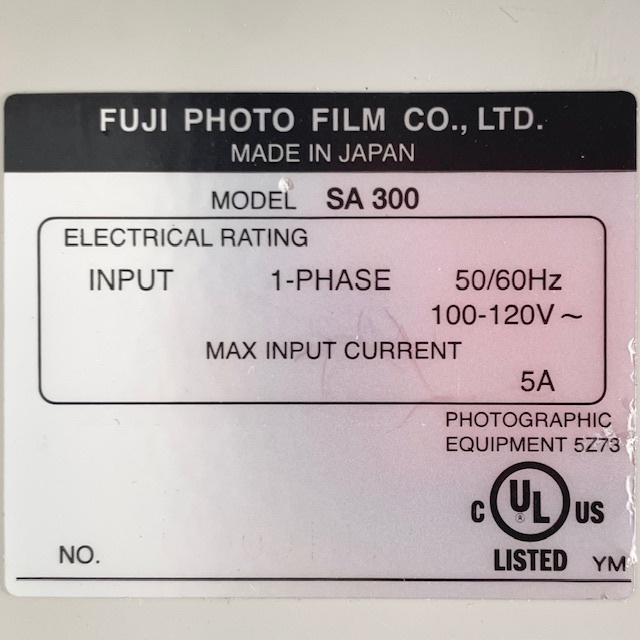 FUJI PHOTO FILM CO., LTD.
MADE IN JAPAN
MODEL SA 300
ELECTRICAL RATING
INPUT 1-PHASE 50/60Hz
100-120V ~
MAX INPUT CURRENT
5A
PHOTOGRAPHIC
EQUIPMENT 5Z73
C UL ® US
LISTED
NO. YM